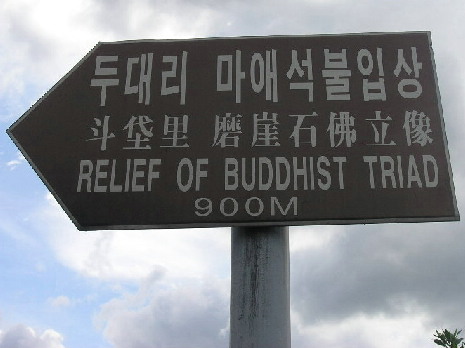 두대리 마애석불입상
斗垈里 磨崖石佛立像
RELIEF OF BUDDHIST TRIAD
900M